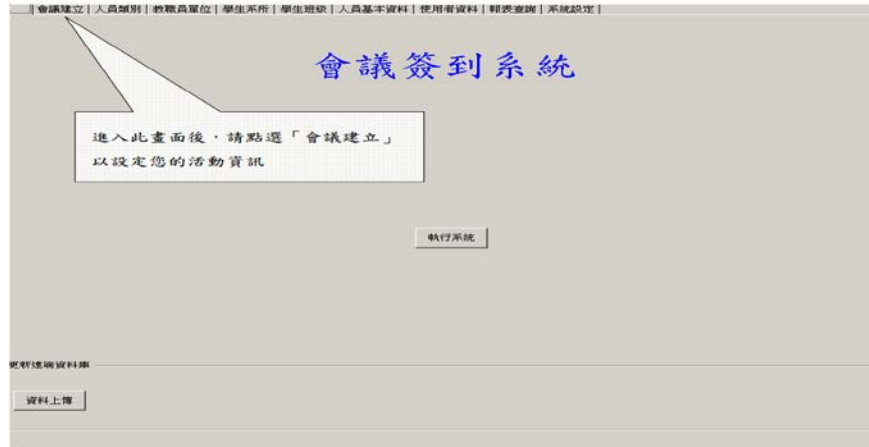 會議建立 | 人員類別 | 教職員單位 | 學生系所 | 學生班級 | 人員基本資料 | 使用者資料 | 報表查詢 | 系統設定 |
會議簽到系統
進入此畫面後，請點選「會議建立」
以設定您的活動資訊
執行系統
更新遠端資料庫
資料上傳